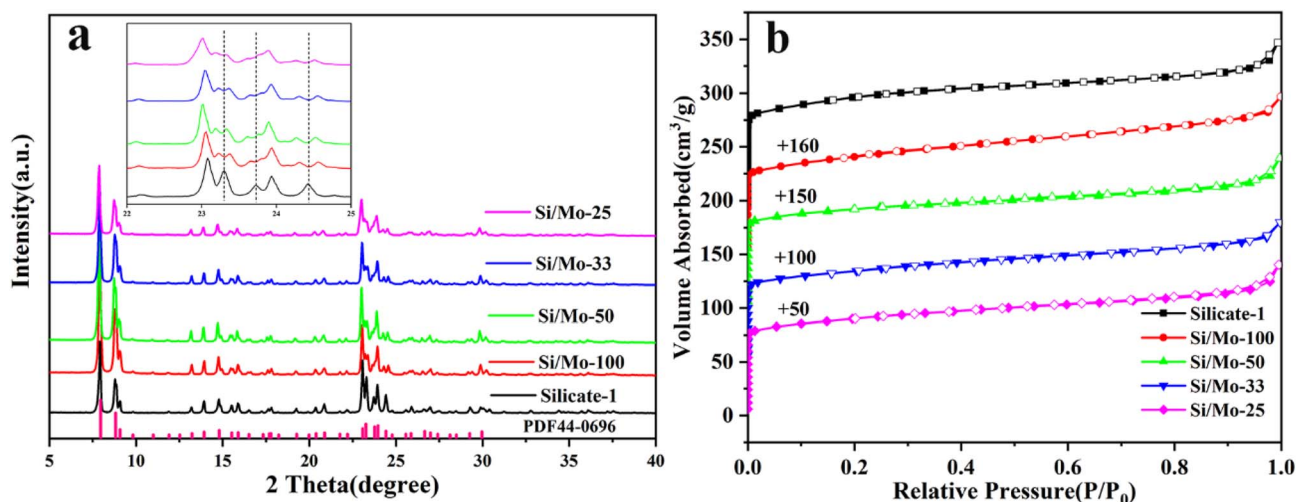 a
Intensity(a.u.)
22 23 24 25
Si/Mo-25
Si/Mo-33
Si/Mo-50
Si/Mo-100
Silicate-1
PDF44-0696
5 10 15 20 25 30 35 40
2 Theta(degree)
b
Volume Absorbed(cm³/g)
350
300
250
200
150
100
50
0
+160
+150
+100
+50
Silicate-1
Si/Mo-100
Si/Mo-50
Si/Mo-33
Si/Mo-25
0.0 0.2 0.4 0.6 0.8 1.0
Relative Pressure(P/P₀)